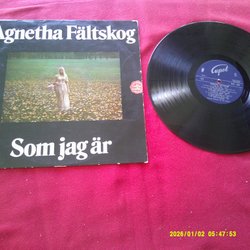 Agnetha Fältskog
Som jag är
Cupol
2026/01/02 05:47:53